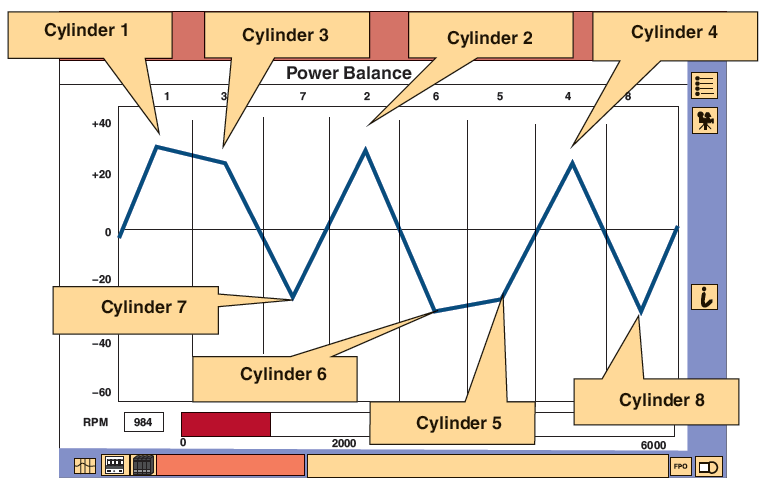 Cylinder 1
Cylinder 3
Cylinder 2
Cylinder 4
Power Balance
1 3 7 2 6 5 4 8
+40
+20
0
−20
Cylinder 7
−40
Cylinder 6
−60
Cylinder 8
Cylinder 5
RPM 984
0 2000 6000
FPO
i